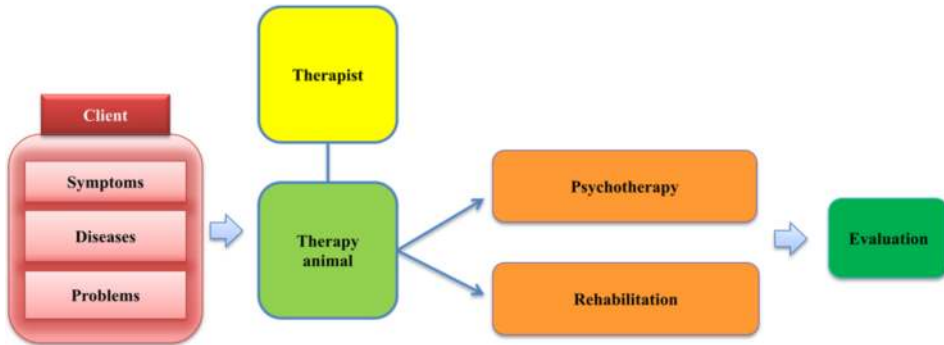 Client
Symptoms
Diseases
Problems
Therapist
Therapy
animal
Psychotherapy
Rehabilitation
Evaluation